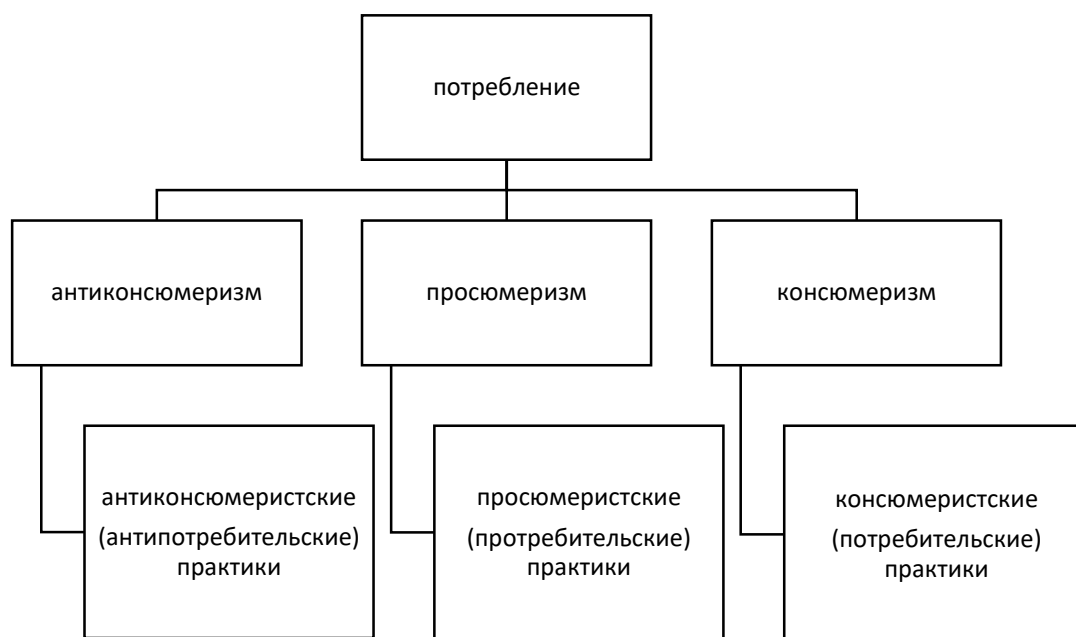 потребление
антиконсюмеризм
просюмеризм
консюмеризм
антиконсюмеристские
(антипотребительские)
практики
просюмеристские
(протребительские)
практики
консюмеристские
(потребительские)
практики